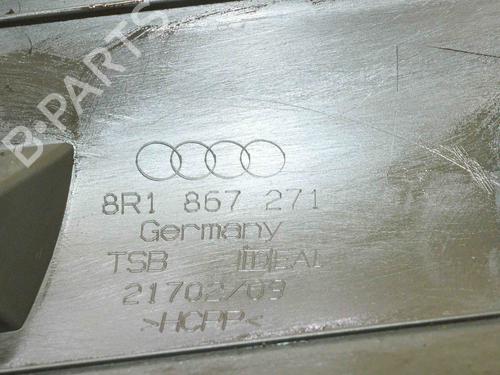 B-PARTS
8R1 867 271
Germany
TSB IDEAL
21702/09
>HCPP<